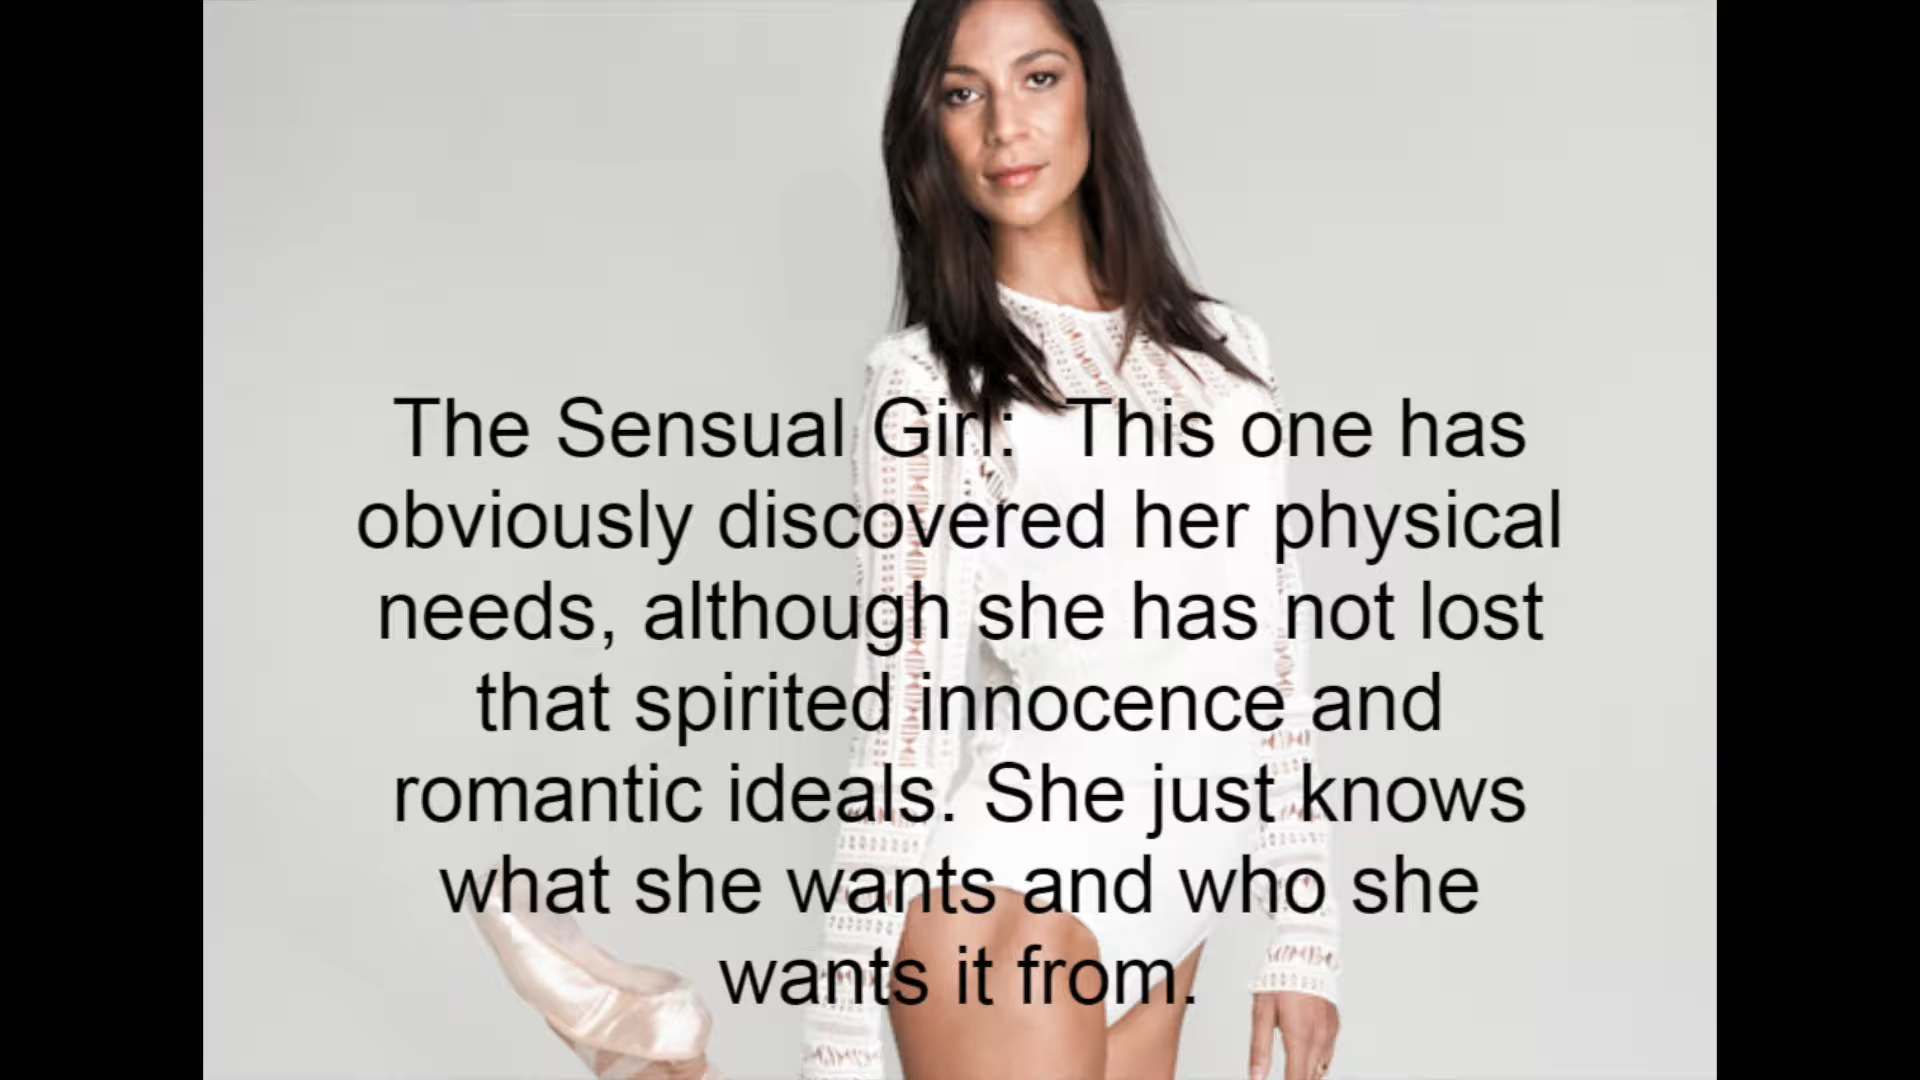 The Sensual Girl:  This one has
obviously discovered her physical
needs, although she has not lost
that spirited innocence and
romantic ideals. She just knows
what she wants and who she
wants it from.